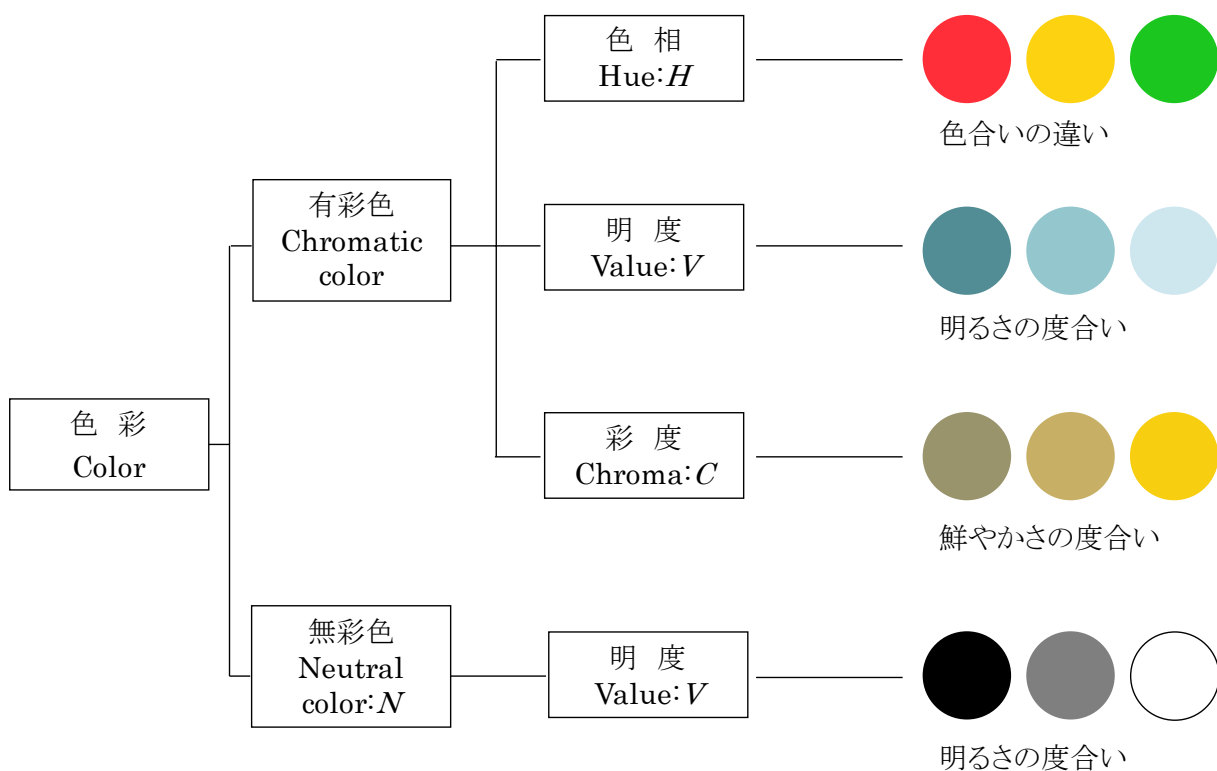 色 相
Hue:H
色合いの違い
有彩色
Chromatic
color
明 度
Value:V
明るさの度合い
色 彩
Color
彩 度
Chroma:C
鮮やかさの度合い
無彩色
Neutral
color:N
明 度
Value:V
明るさの度合い